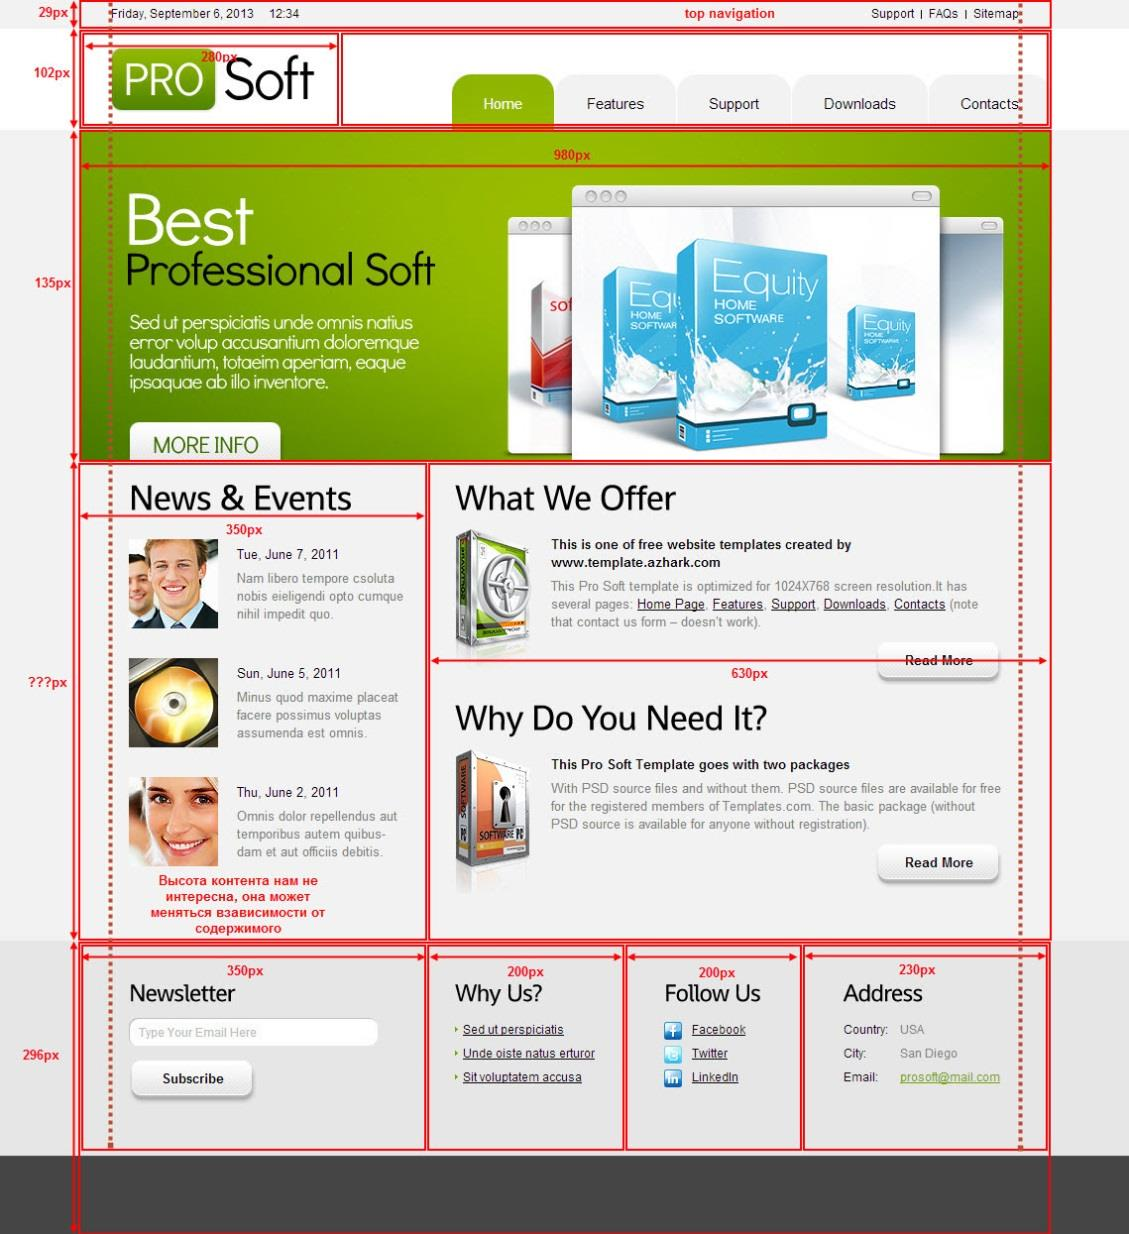 29px
Friday, September 6, 2013 12:34
top navigation
Support | FAQs | Sitemap
102px
280px
PRO Soft
Home
Features
Support
Downloads
Contacts
980px
135px
Best
Professional Soft
Sed ut perspiciatis unde omnis natius
error volup accusantium doloremque
laudantium, totaeim aperiam, eaque
ipsaquae ab illo inventore.
MORE INFO
Equity
HOME
SOFTWARE
Equity
HOME
SOFTWARE
???px
News & Events
350px
Tue, June 7, 2011
Nam libero tempore csoluta
nobis eieligendi opto cumque
nihil impedit quo.
Sun, June 5, 2011
Minus quod maxime placeat
facere possimus voluptas
assumenda est omnis.
Thu, June 2, 2011
Omnis dolor repellendus aut
temporibus autem quibus-
dam et aut officiis debitis.
Высота контента нам не
интересна, она может
меняться взависимости от
содержимого
What We Offer
This is one of free website templates created by
www.template.azhark.com
This Pro Soft template is optimized for 1024X768 screen resolution.It has
several pages: Home Page, Features, Support, Downloads, Contacts (note
that contact us form – doesn't work).
Read More
630px
Why Do You Need It?
This Pro Soft Template goes with two packages
With PSD source files and without them. PSD source files are available for free
for the registered members of Templates.com. The basic package (without
PSD source is available for anyone without registration).
SOFTWARE PC
Read More
296px
350px
Newsletter
Type Your Email Here
Subscribe
200px
Why Us?
Sed ut perspiciatis
Unde oiste natus erturor
Sit voluptatem accusa
200px
Follow Us
Facebook
Twitter
LinkedIn
230px
Address
Country: USA
City: San Diego
Email: prosoft@mail.com